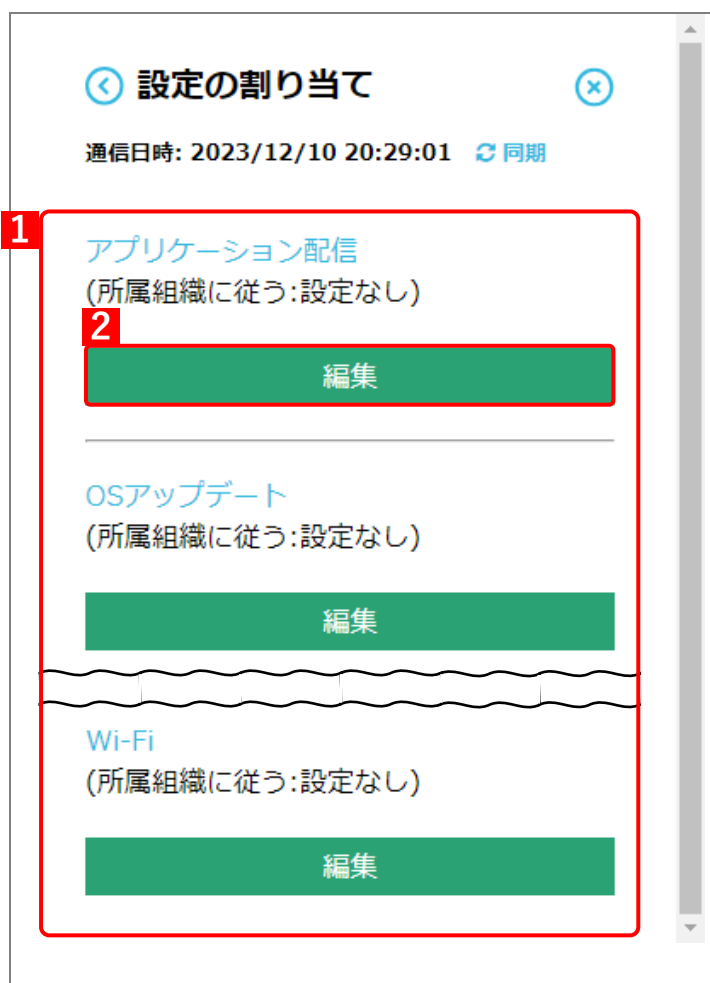 設定の割り当て
通信日時: 2023/12/10 20:29:01 同期
1
アプリケーション配信
(所属組織に従う:設定なし)
2
編集
OSアップデート
(所属組織に従う:設定なし)
編集
Wi-Fi
(所属組織に従う:設定なし)
編集